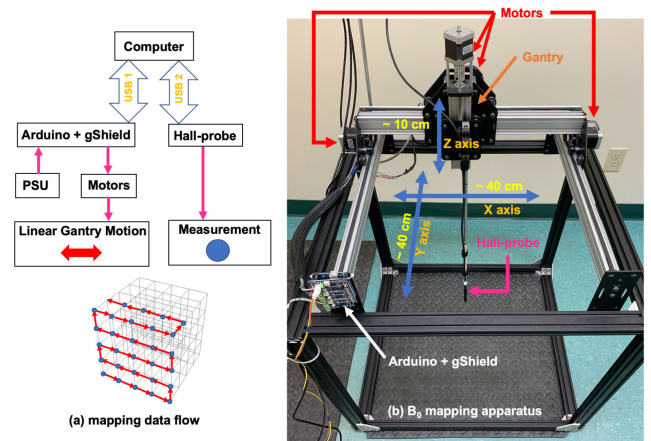 Computer
USB 1
USB 2
Arduino + gShield
Hall-probe
PSU
Motors
Linear Gantry Motion
Measurement
(a) mapping data flow
Motors
Gantry
~ 10 cm
Z axis
~ 40 cm
X axis
~ 40 cm
Y axis
Hall-probe
Arduino + gShield
(b) B₀ mapping apparatus